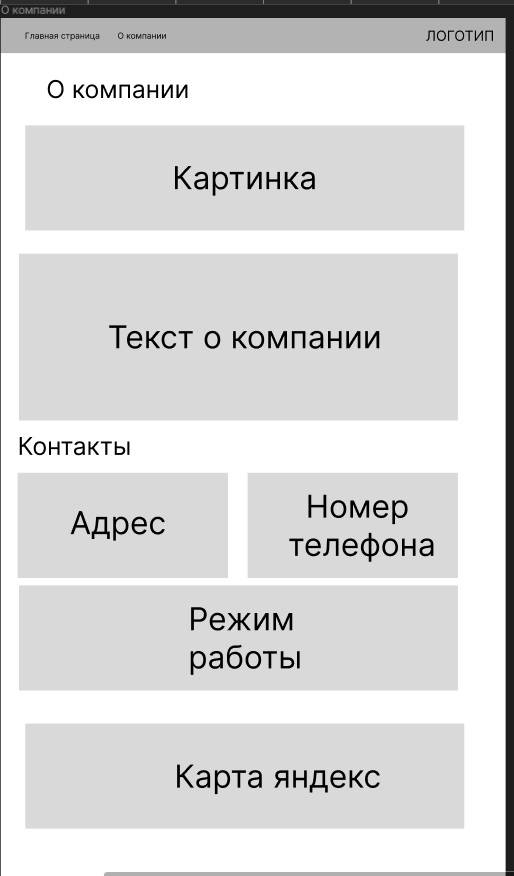 О компании
Главная страница О компании ЛОГОТИП
О компании
Картинка
Текст о компании
Контакты
Адрес
Номер
телефона
Режим
работы
Карта яндекс